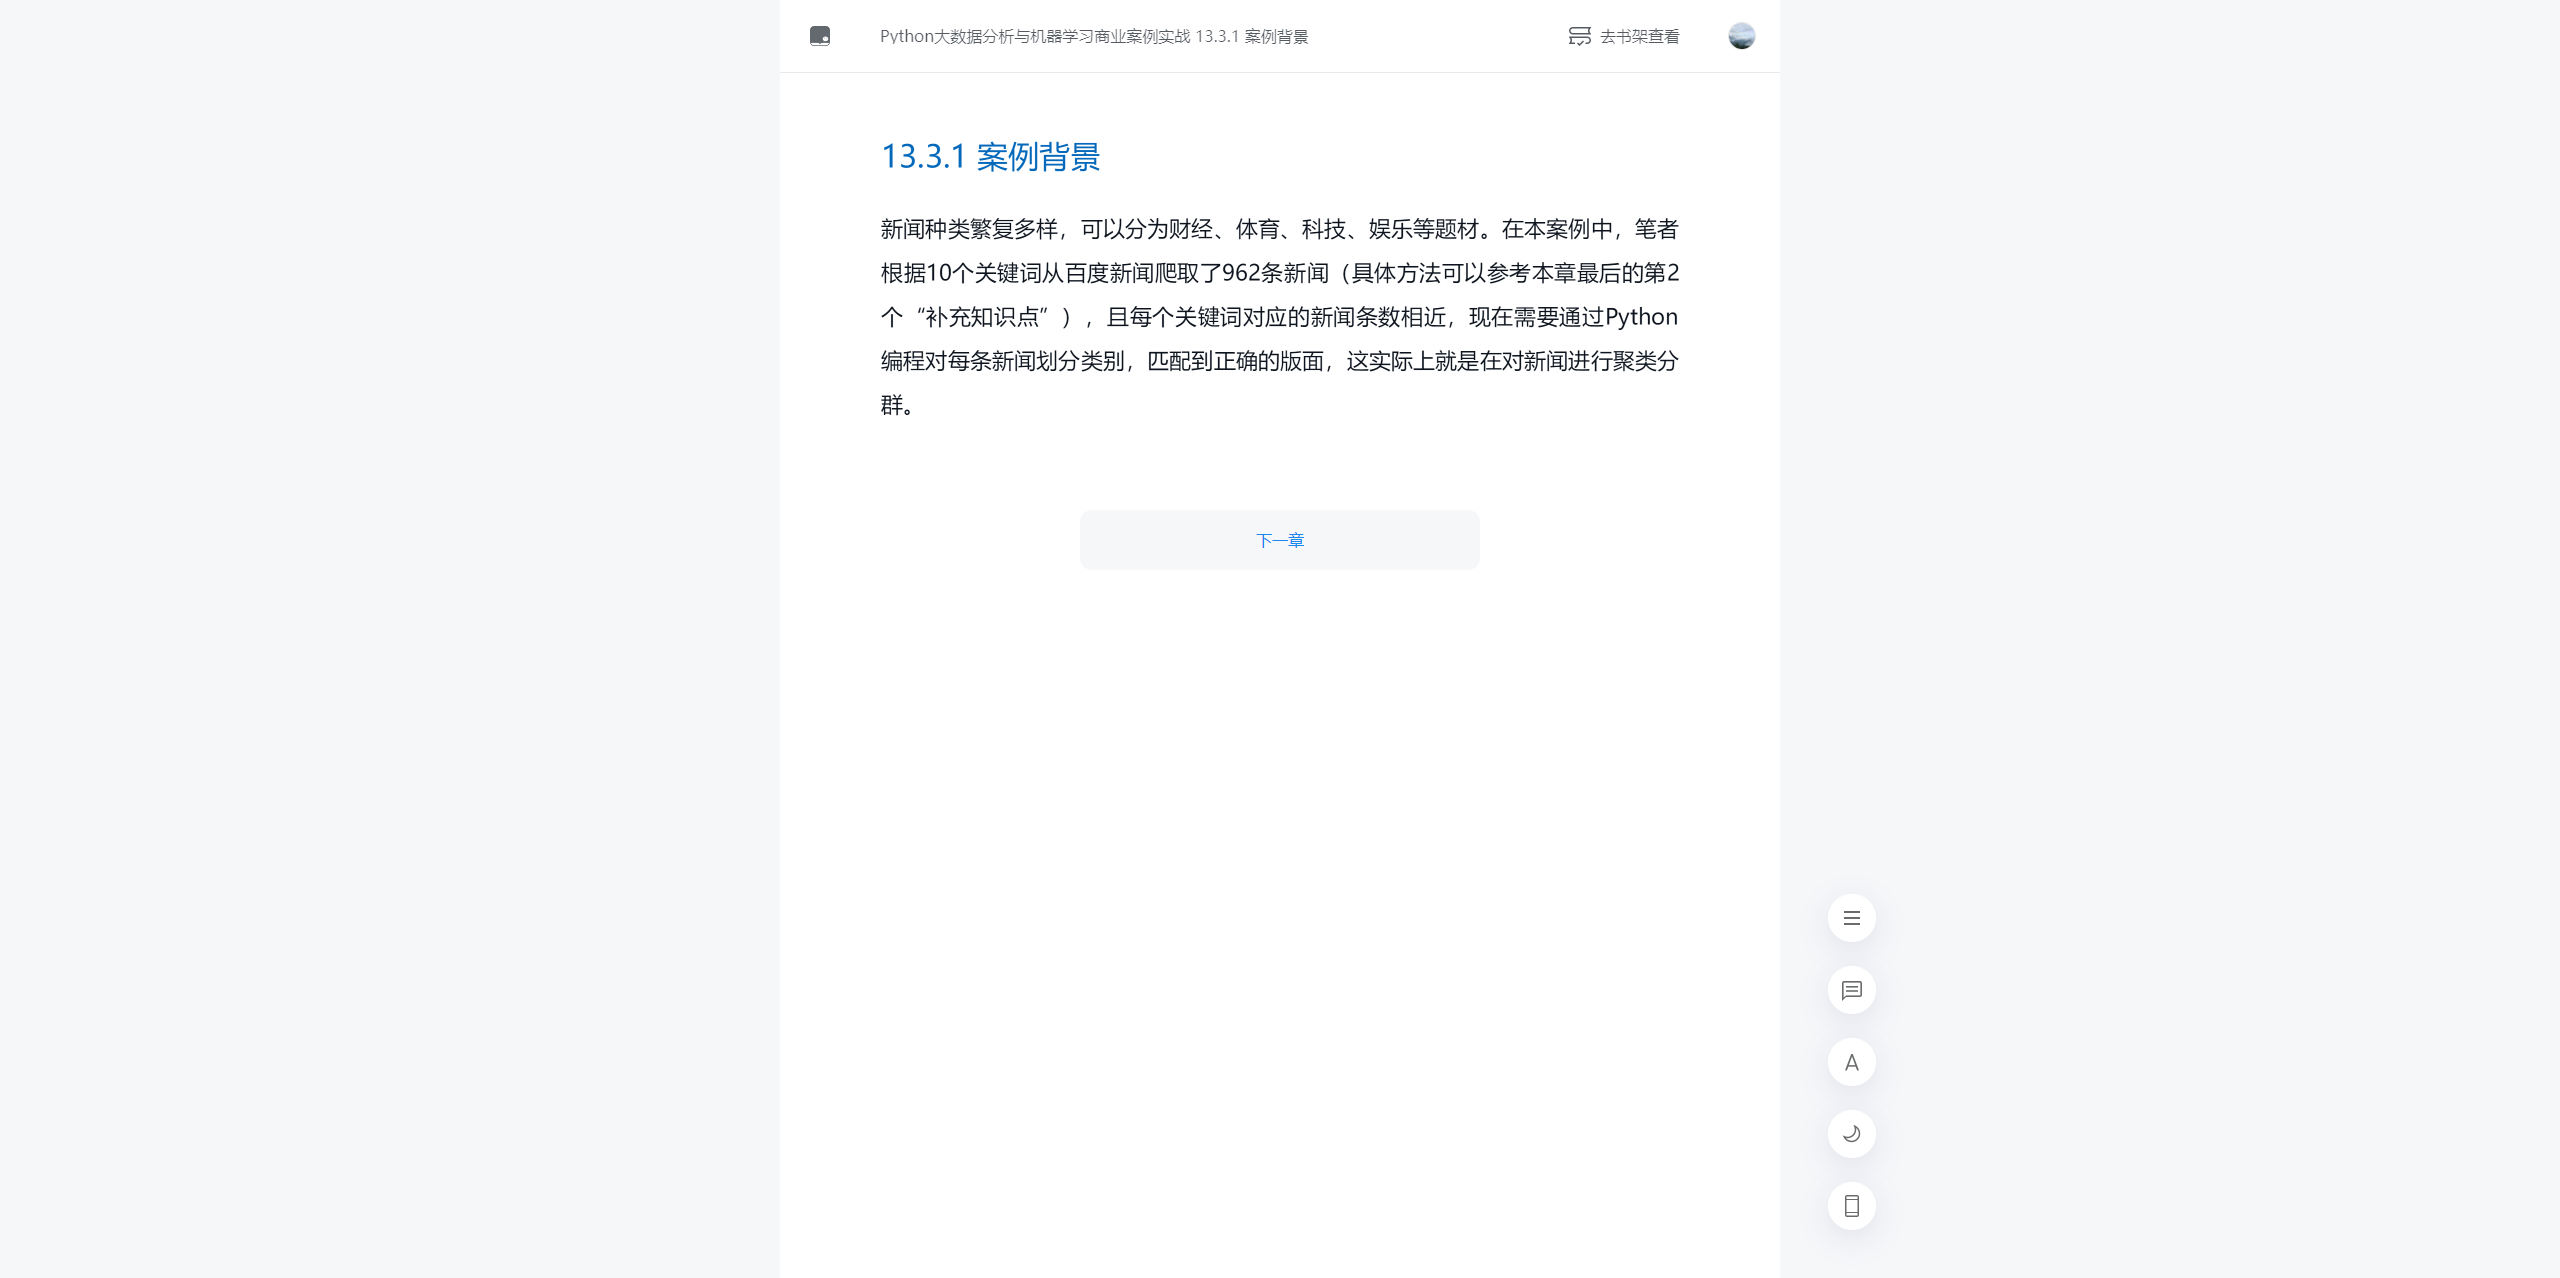 Python大数据分析与机器学习商业案例实战 13.3.1 案例背景
去书架查看
13.3.1 案例背景
新闻种类繁复多样，可以分为财经、体育、科技、娱乐等题材。在本案例中，笔者
根据10个关键词从百度新闻爬取了962条新闻（具体方法可以参考本章最后的第2
个“补充知识点”），且每个关键词对应的新闻条数相近，现在需要通过Python
编程对每条新闻划分类别，匹配到正确的版面，这实际上就是在对新闻进行聚类分
群。
下一章
A